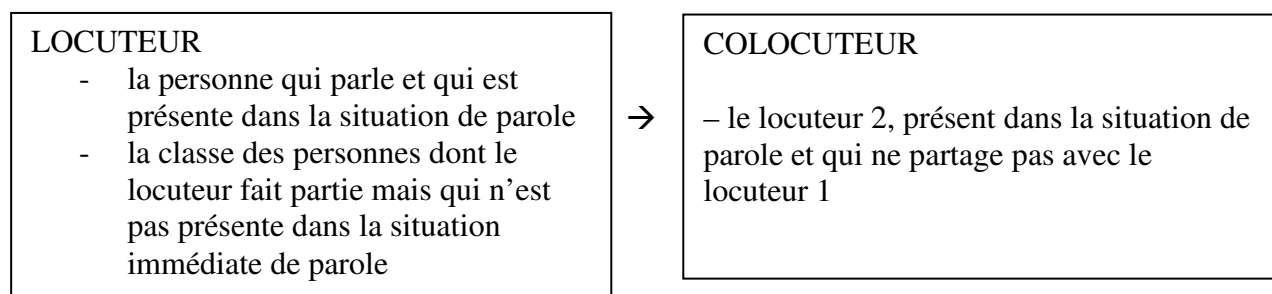 LOCUTEUR
- la personne qui parle et qui est
présente dans la situation de parole
- la classe des personnes dont le
locuteur fait partie mais qui n’est
pas présente dans la situation
immédiate de parole
→
COLOCUTEUR
– le locuteur 2, présent dans la situation de
parole et qui ne partage pas avec le
locuteur 1